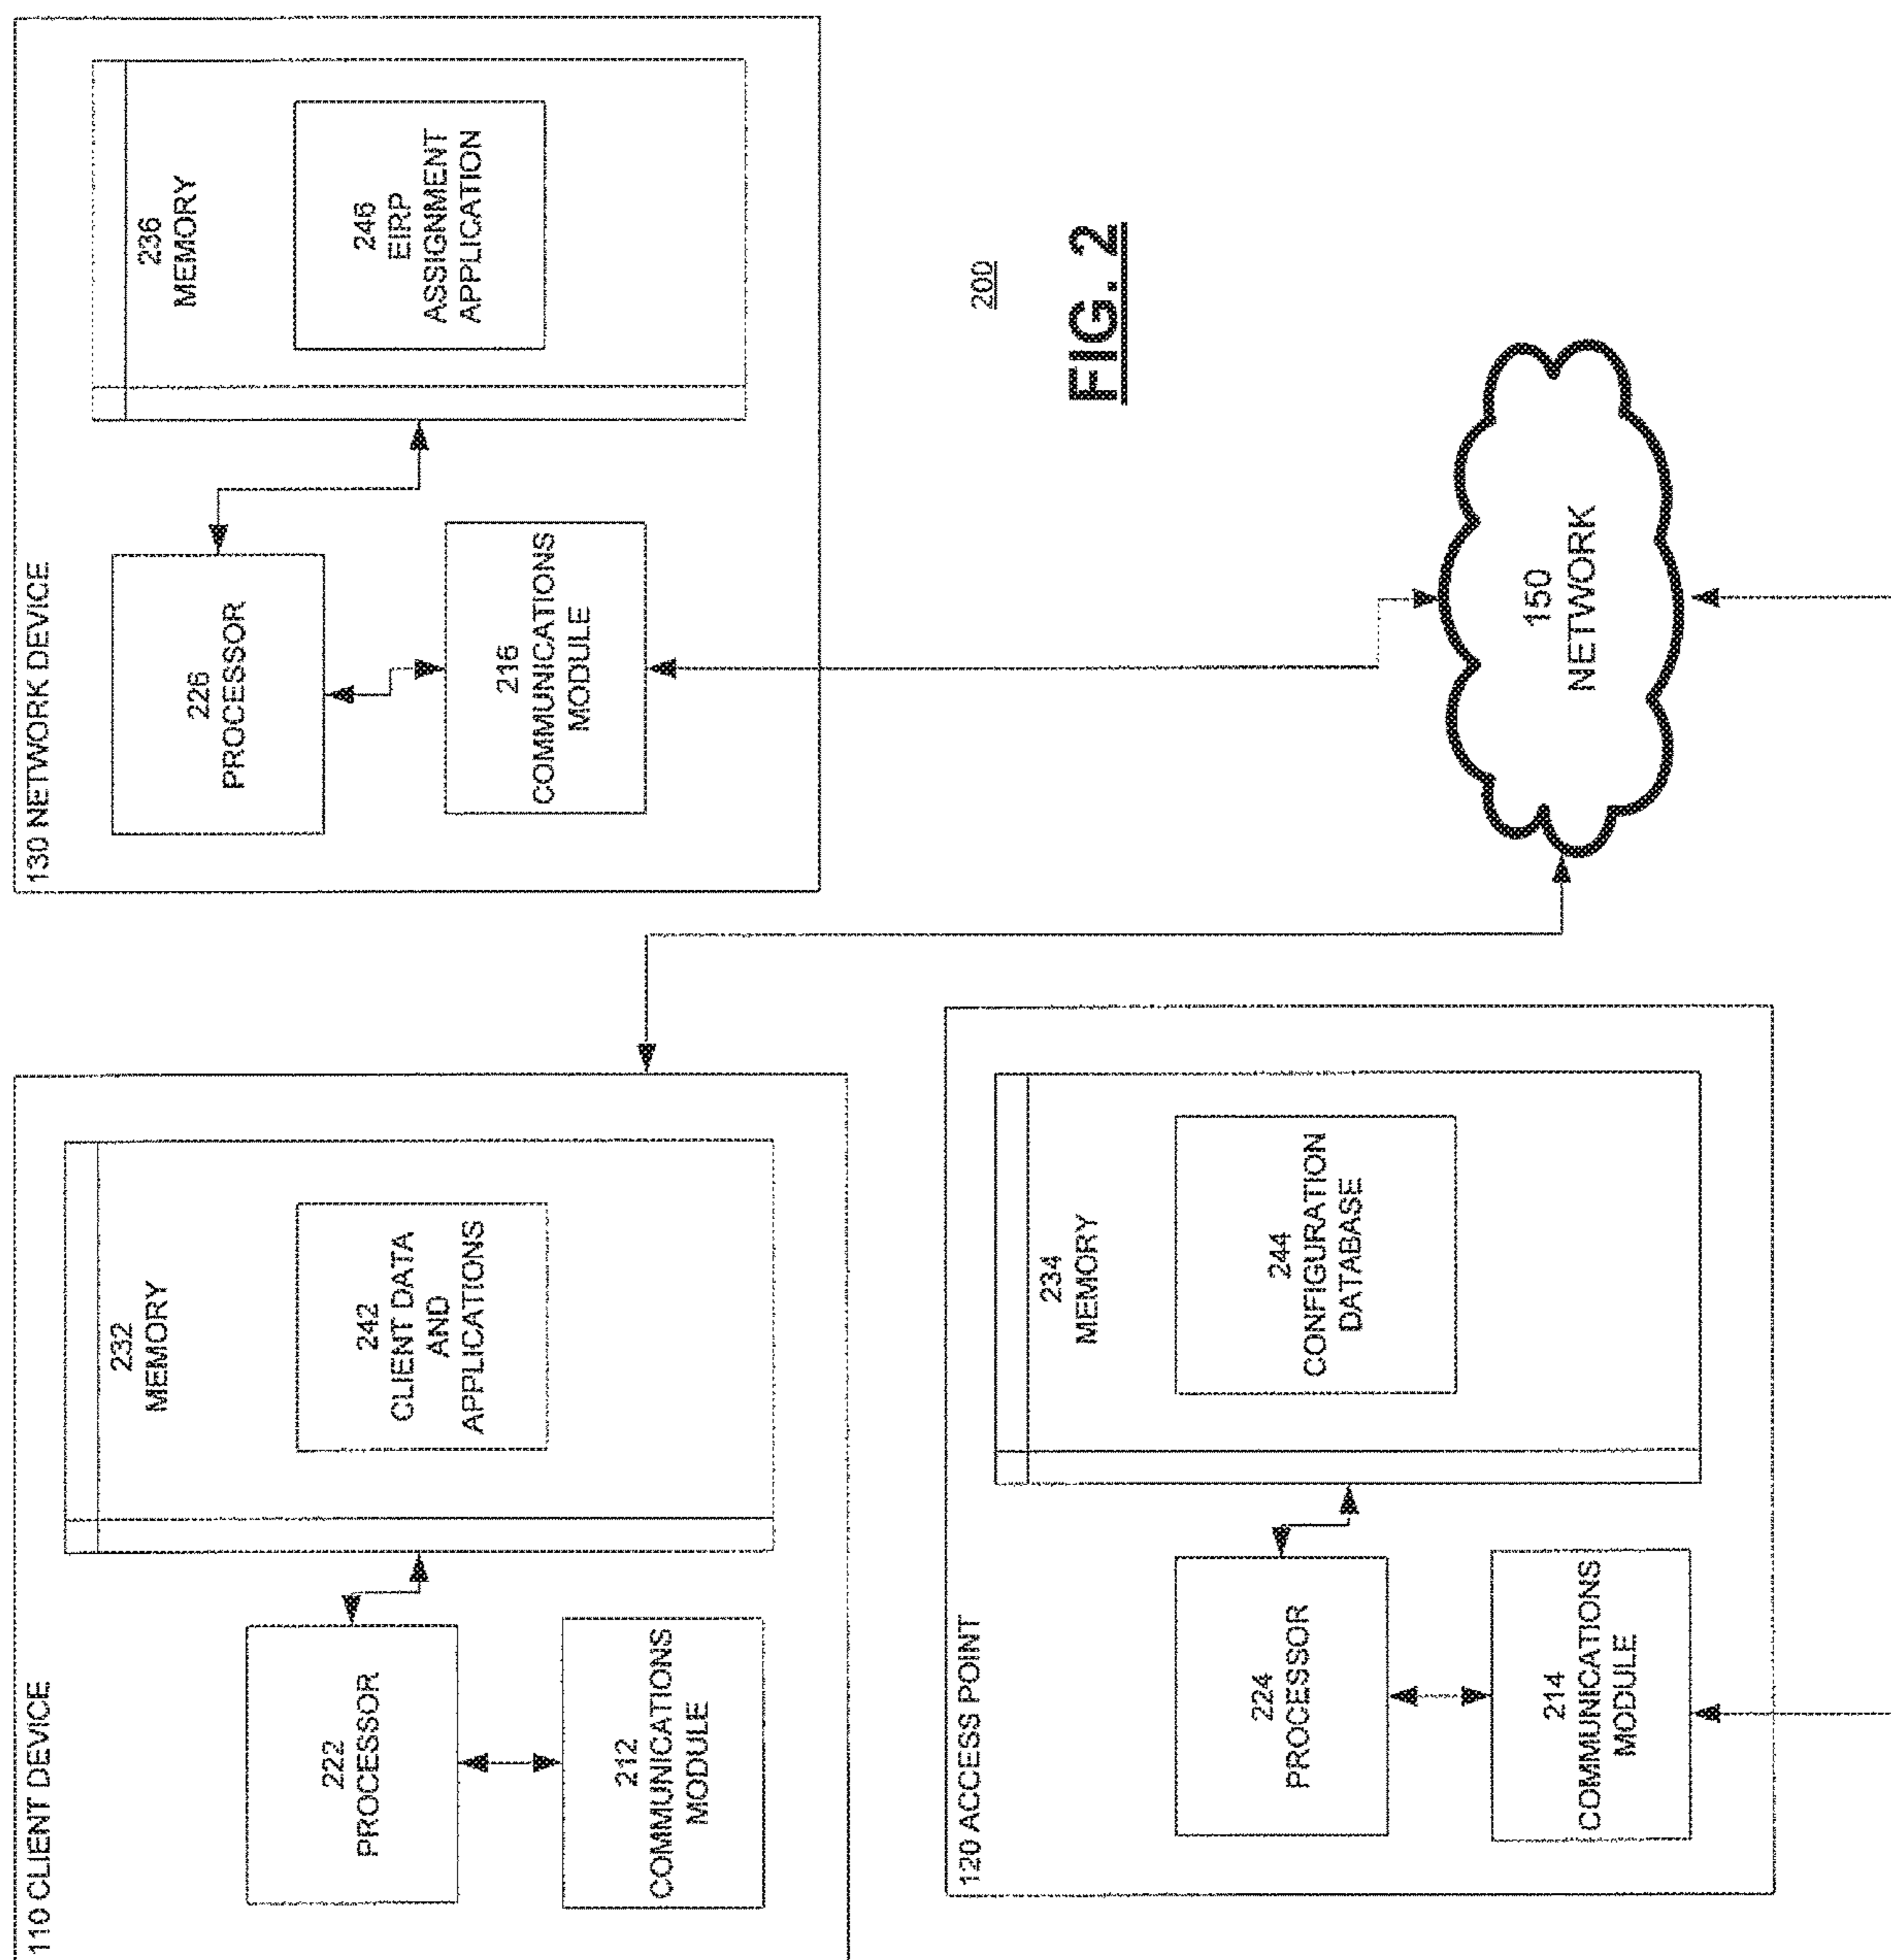 110 CLIENT DEVICE
222
PROCESSOR
212
COMMUNICATIONS
MODULE
232
MEMORY
242
CLIENT DATA
AND
APPLICATIONS
130 NETWORK DEVICE
226
PROCESSOR
216
COMMUNICATIONS
MODULE
236
MEMORY
246
EIRP
ASSIGNMENT
APPLICATION
120 ACCESS POINT
224
PROCESSOR
214
COMMUNICATIONS
MODULE
234
MEMORY
244
CONFIGURATION
DATABASE
150
NETWORK
200
FIG. 2